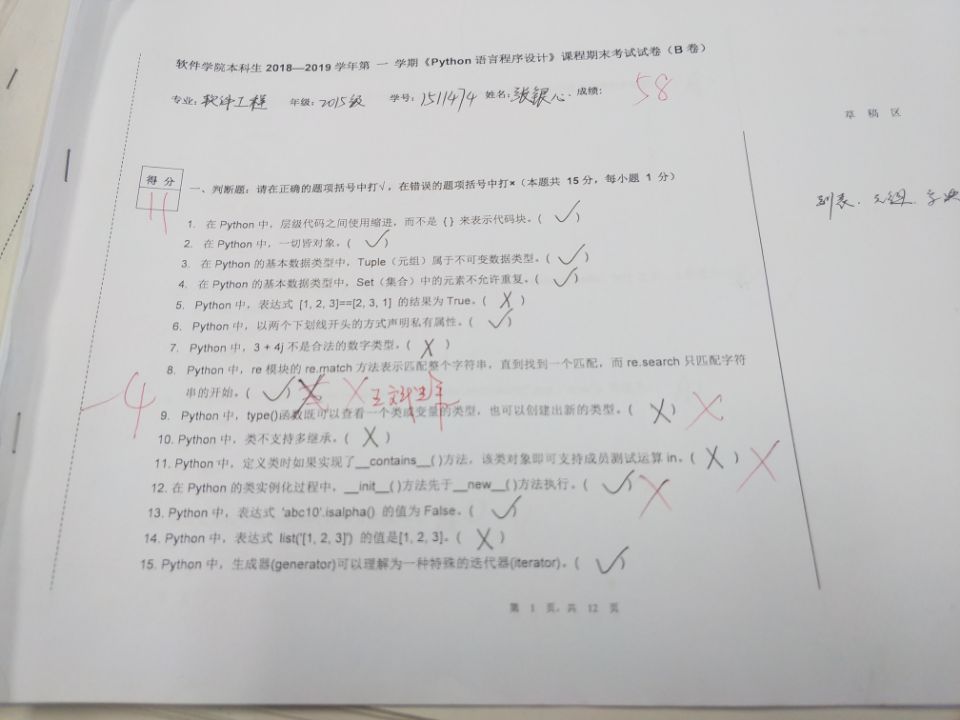 软件学院本科生 2018—2019 学年第 一 学期《Python 语言程序设计》课程期末考试试卷（B 卷）
专业：软件工程 年级：2015级 学号：1511474 姓名：张银心 成绩：58
草 稿 区
得 分
11
一、判断题：请在正确的题项括号中打√，在错误的题项括号中打×（本题共 15 分，每小题 1 分）
列表、元组、字典
1. 在 Python 中，层级代码之间使用缩进，而不是 { } 来表示代码块。（ √ ）
2. 在 Python 中，一切皆对象。（ √ ）
3. 在 Python 的基本数据类型中，Tuple（元组）属于不可变数据类型。（ √ ）
4. 在 Python 的基本数据类型中，Set（集合）中的元素不允许重复。（ √ ）
5. Python 中，表达式 [1, 2, 3]==[2, 3, 1] 的结果为 True。（ X ）
6. Python 中，以两个下划线开头的方式声明私有属性。（ √ ）
7. Python 中，3 + 4j 不是合法的数字类型。（ X ）
8. Python 中，re 模块的 re.match 方法表示匹配整个字符串，直到找到一个匹配，而 re.search 只匹配字符
串的开始。（ √ ） X X
-4
9. Python 中，type()函数既可以查看一个类或变量的类型，也可以创建出新的类型。（ X ） X
10. Python 中，类不支持多继承。（ X ）
11. Python 中，定义类时如果实现了__contains__( )方法，该类对象即可支持成员测试运算 in。（ X ） X
12. 在 Python 的类实例化过程中，__init__( )方法先于__new__( )方法执行。（ √ ） X
13. Python 中，表达式 'abc10'.isalpha() 的值为 False。（ √ ）
14. Python 中，表达式 list('[1, 2, 3]') 的值是[1, 2, 3]。（ X ）
15. Python 中，生成器(generator)可以理解为一种特殊的迭代器(iterator)。（ √ ）
第 1 页，共 12 页